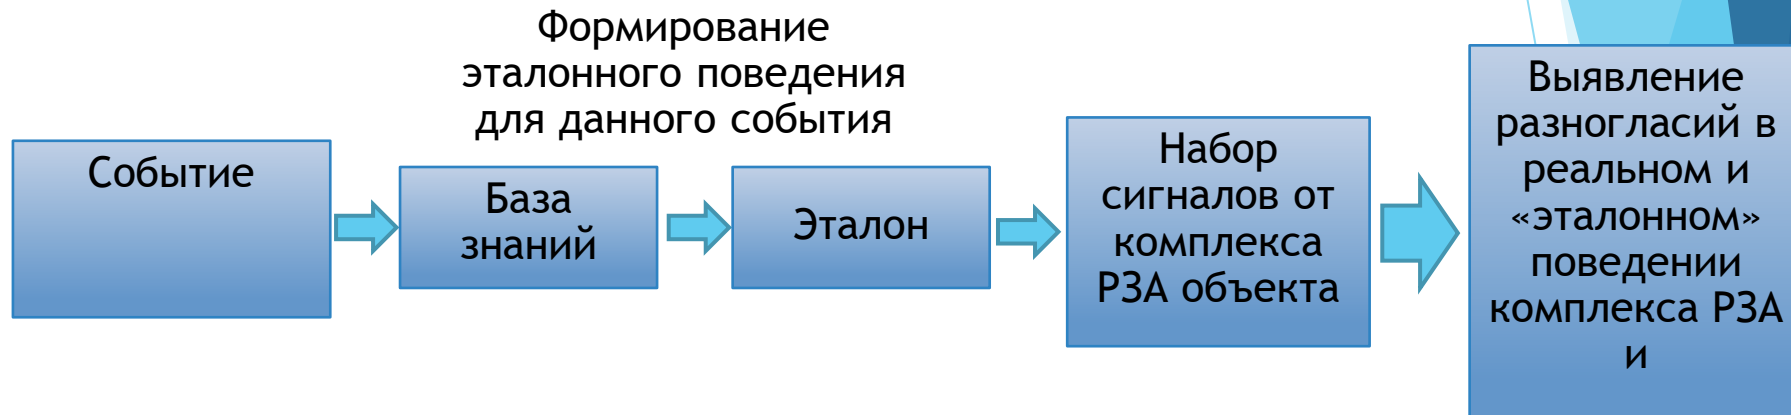 Формирование
эталонного поведения
для данного события
Событие
База
знаний
Эталон
Набор
сигналов от
комплекса
РЗА объекта
Выявление
разногласий в
реальном и
«эталонном»
поведении
комплекса РЗА
и